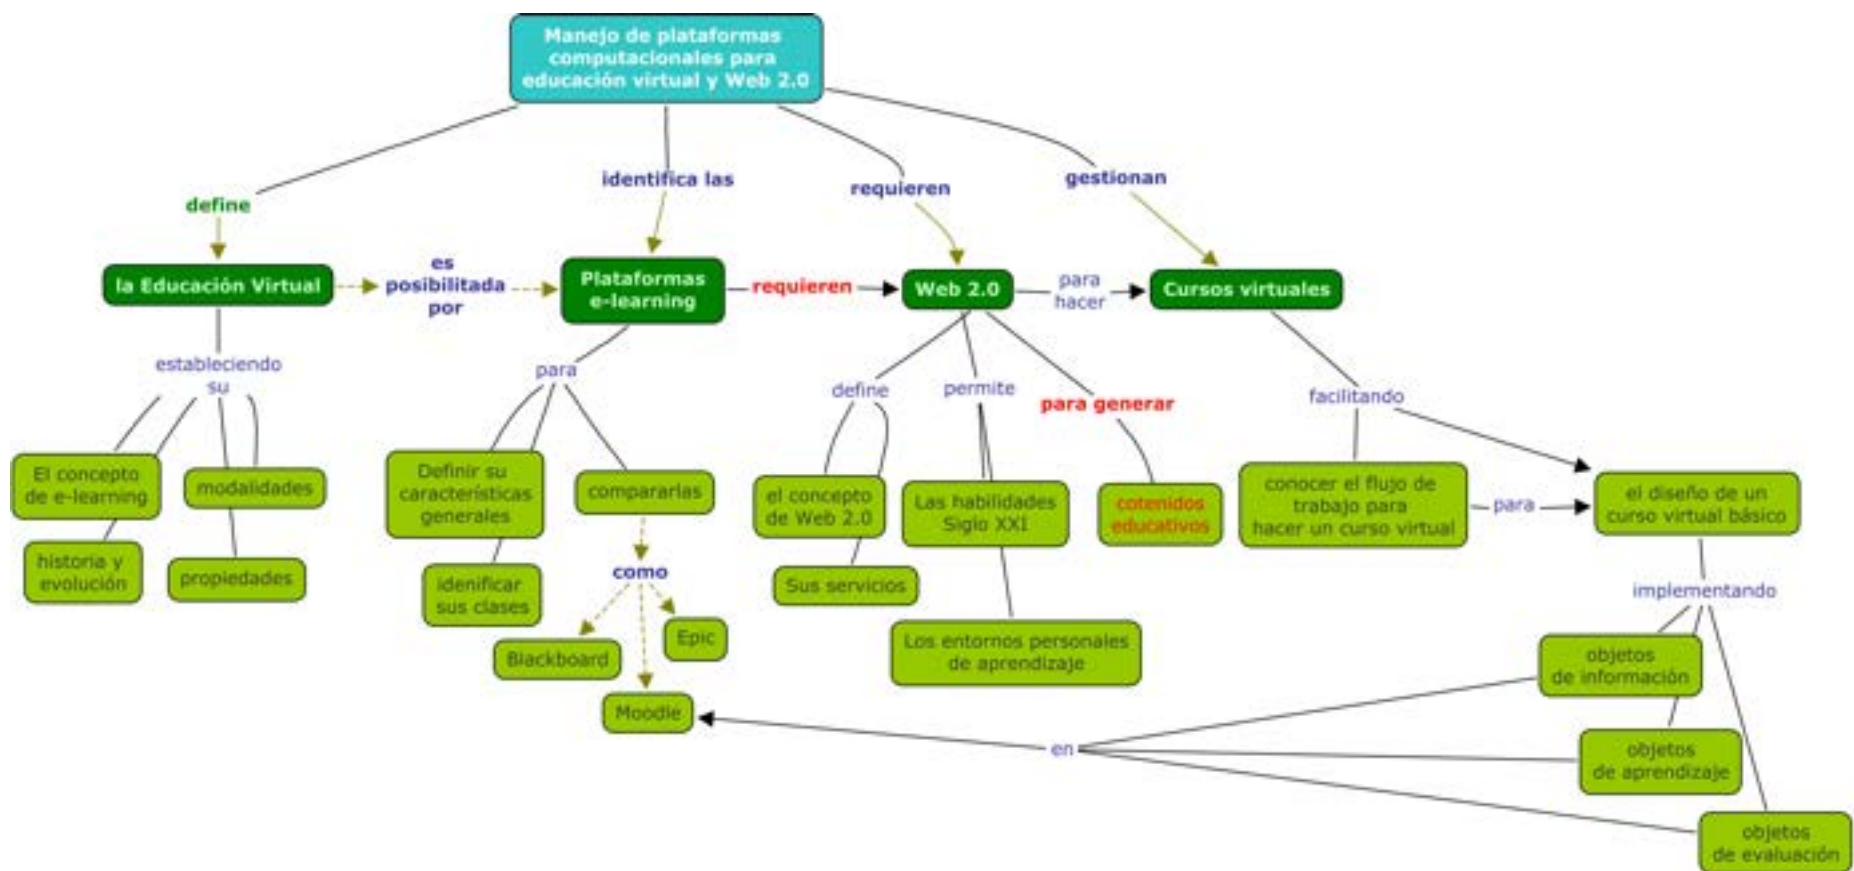 Manejo de plataformas
computacionales para
educación virtual y Web 2.0
define
identifica las
requieren
gestionan
la Educación Virtual
es
posibilitada
por
Plataformas
e-learning
requieren
Web 2.0
para
hacer
Cursos virtuales
estableciendo
su
para
define
permite
para generar
facilitando
El concepto
de e-learning
modalidades
historia y
evolución
propiedades
Definir su
características
generales
compararlas
idenificar
sus clases
como
Blackboard
Epic
Moodle
el concepto
de Web 2.0
Sus servicios
Las habilidades
Siglo XXI
Los entornos personales
de aprendizaje
cotenidos
educativos
conocer el flujo de
trabajo para
hacer un curso virtual
para
el diseño de un
curso virtual básico
implementando
objetos
de información
objetos
de aprendizaje
objetos
de evaluación
en